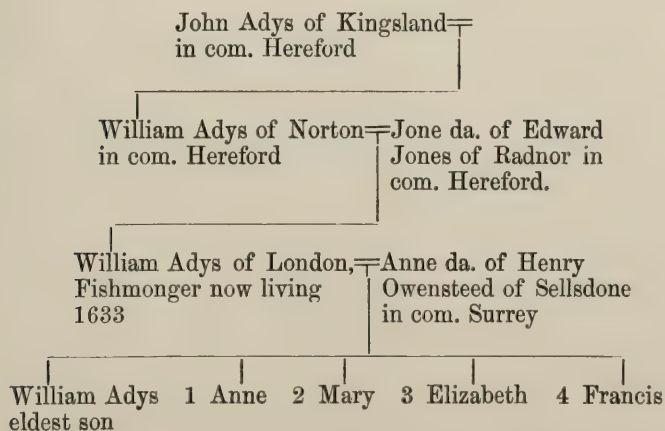 John Adys of Kingsland
in com. Hereford
William Adys of Norton
in com. Hereford
Jone da. of Edward
Jones of Radnor in
com. Hereford.
William Adys of London,
Fishmonger now living
1633
Anne da. of Henry
Owensteed of Sellsdone
in com. Surrey
William Adys
eldest son
1 Anne
2 Mary
3 Elizabeth
4 Francis